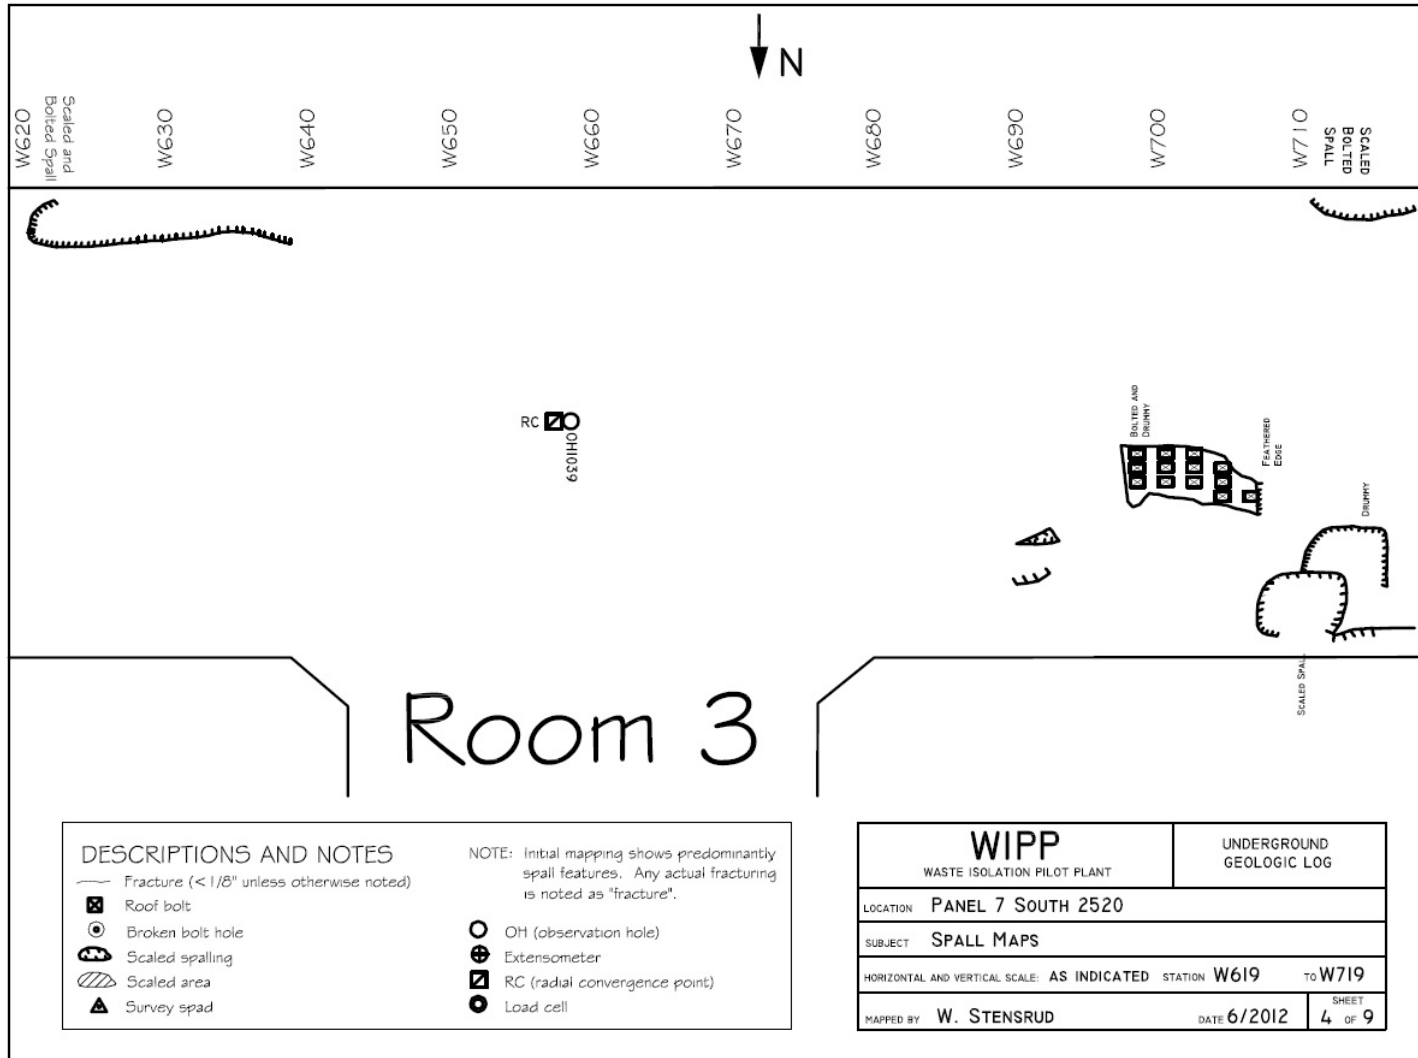 N
W620
Scaled and
Bolted Spall
W630
W640
W650
W660
W670
W680
W690
W700
W710
SCALED
BOLTED
SPALL
RC
OH1039
BOLTED AND
DRUMMY
FEATHERED
EDGE
DRUMMY
SCALED SPALL
Room 3
DESCRIPTIONS AND NOTES
Fracture (<1/8" unless otherwise noted)
Roof bolt
Broken bolt hole
Scaled spalling
Scaled area
Survey spad
NOTE: Initial mapping shows predominantly
spall features. Any actual fracturing
is noted as "fracture".
OH (observation hole)
Extensometer
RC (radial convergence point)
Load cell
WIPP
WASTE ISOLATION PILOT PLANT
UNDERGROUND
GEOLOGIC LOG
LOCATION PANEL 7 SOUTH 2520
SUBJECT SPALL MAPS
HORIZONTAL AND VERTICAL SCALE: AS INDICATED STATION W619 TO W719
MAPPED BY W. STENSRUD DATE 6/2012
SHEET
4 OF 9